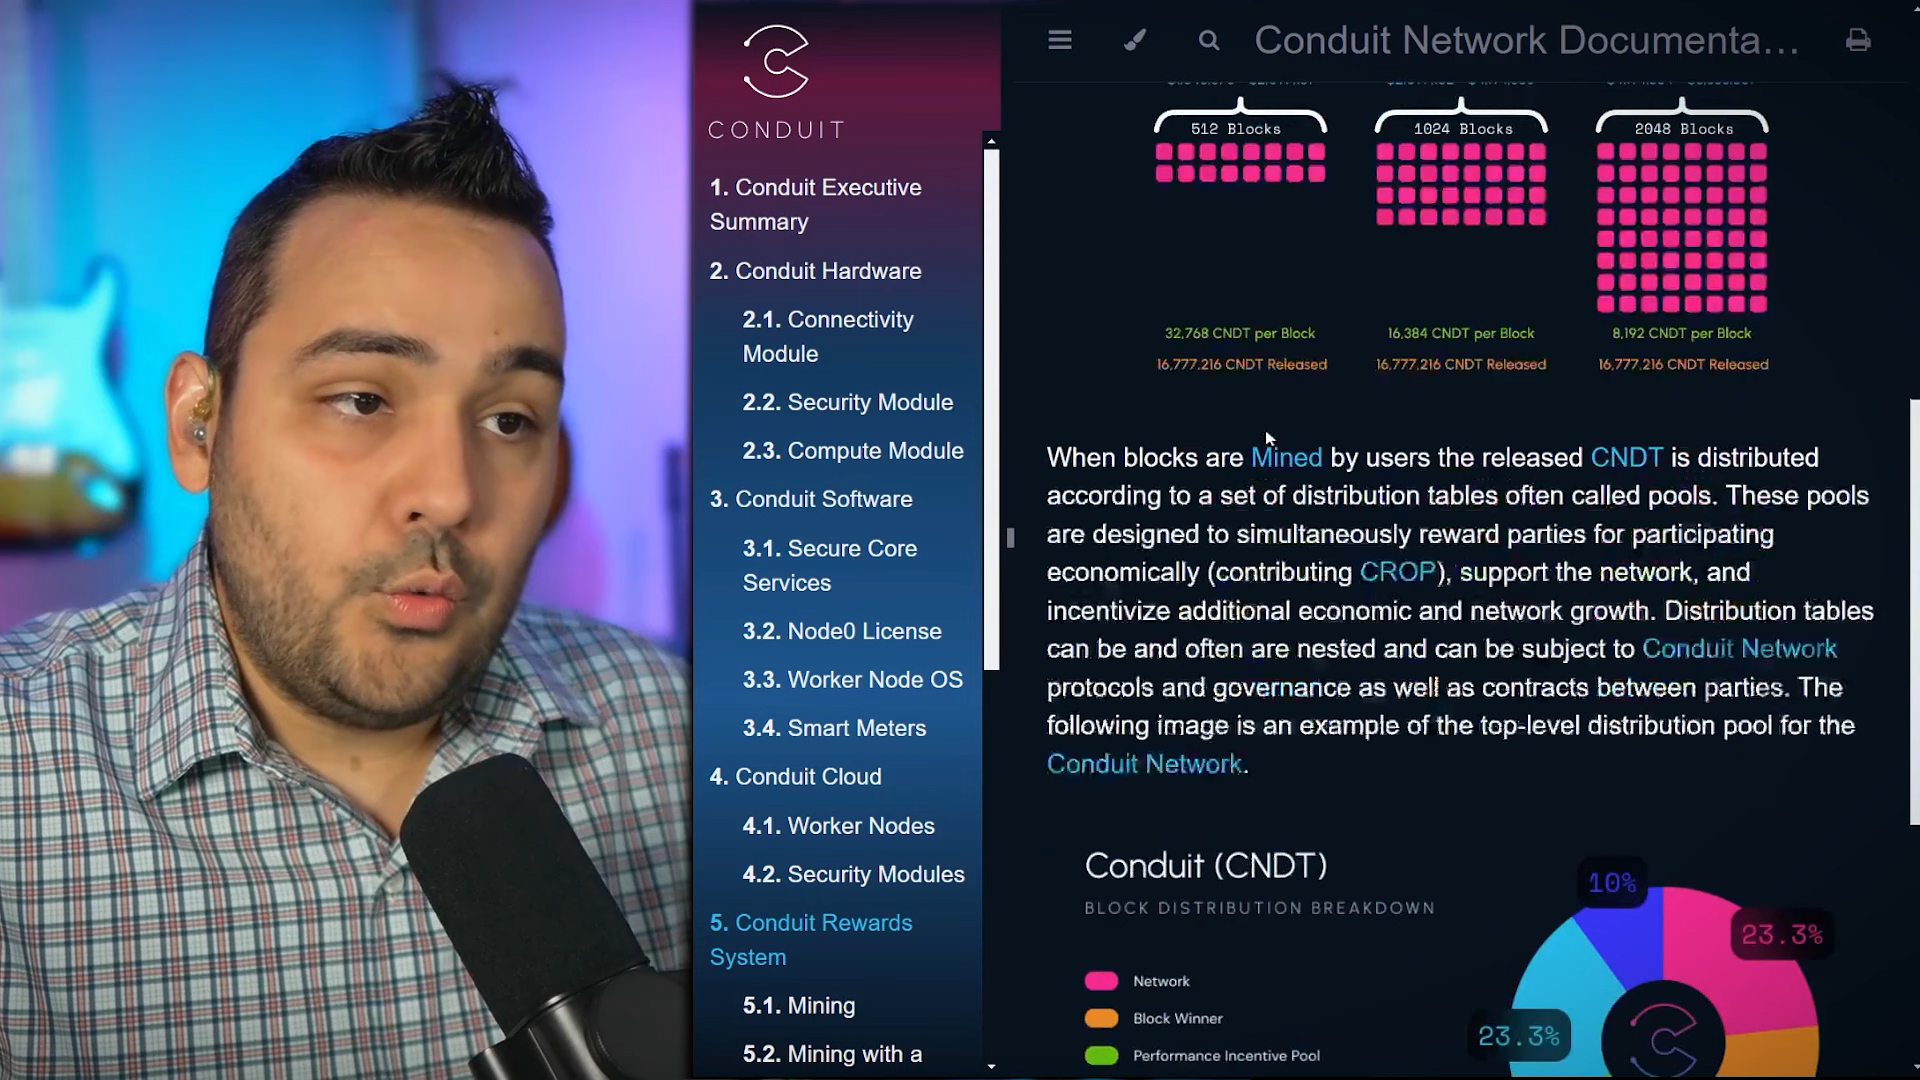 CONDUIT
1. Conduit Executive
Summary
2. Conduit Hardware
2.1. Connectivity
Module
2.2. Security Module
2.3. Compute Module
3. Conduit Software
3.1. Secure Core
Services
3.2. Node0 License
3.3. Worker Node OS
3.4. Smart Meters
4. Conduit Cloud
4.1. Worker Nodes
4.2. Security Modules
5. Conduit Rewards
System
5.1. Mining
5.2. Mining with a
Conduit Network Documenta...
512 Blocks
1024 Blocks
2048 Blocks
32,768 CNDT per Block
16,384 CNDT per Block
8,192 CNDT per Block
16,777,216 CNDT Released
16,777,216 CNDT Released
16,777,216 CNDT Released
When blocks are Mined by users the released CNDT is distributed
according to a set of distribution tables often called pools. These pools
are designed to simultaneously reward parties for participating
economically (contributing CROP), support the network, and
incentivize additional economic and network growth. Distribution tables
can be and often are nested and can be subject to Conduit Network
protocols and governance as well as contracts between parties. The
following image is an example of the top-level distribution pool for the
Conduit Network.
Conduit (CNDT)
BLOCK DISTRIBUTION BREAKDOWN
Network
Block Winner
Performance Incentive Pool
10%
23.3%
23.3%